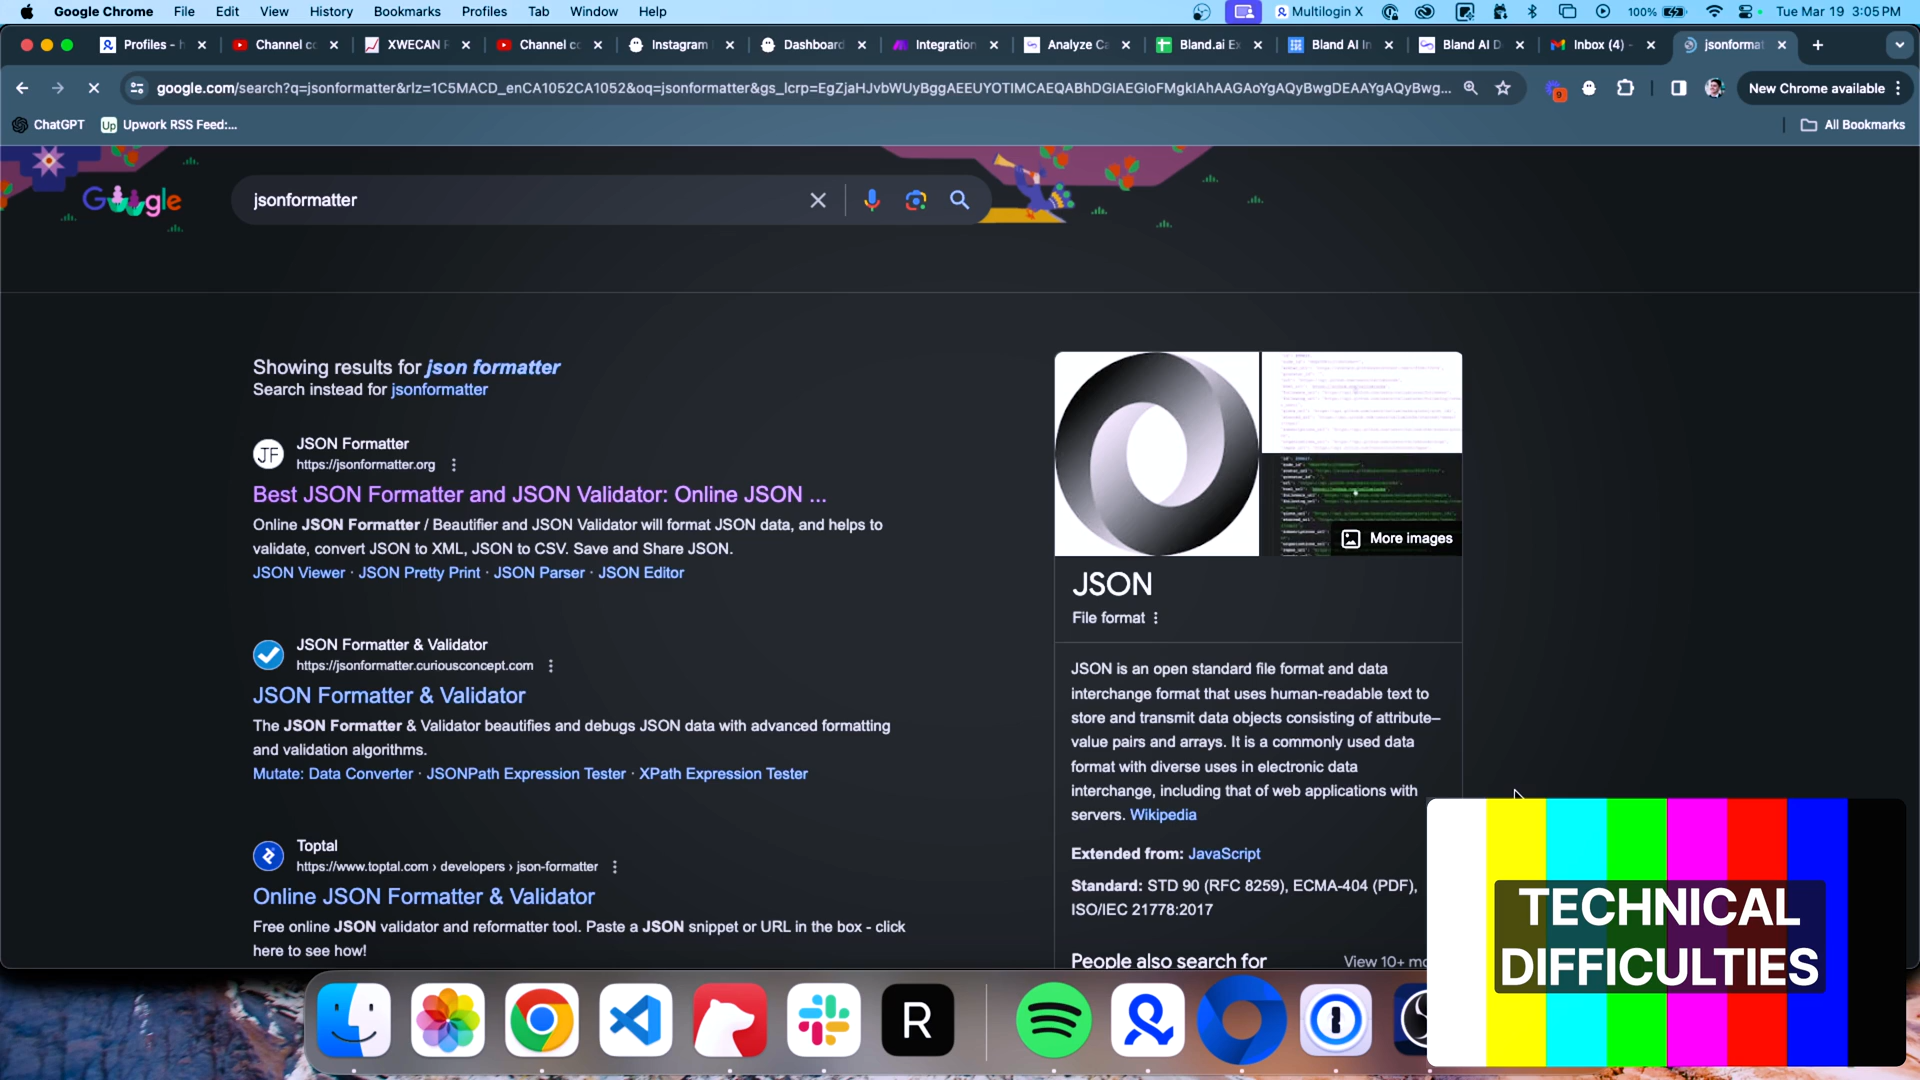 Google Chrome File Edit View History Bookmarks Profiles Tab Window Help Multilogin X 100% Tue Mar 19 3:05 PM
Profiles - h Channel co XWECAN F Channel co Instagram Dashboard Integration Analyze Ca Bland.ai Ex Bland AI In Bland AI D Inbox (4) - jsonformat
google.com/search?q=jsonformatter&rlz=1C5MACD_enCA1052CA1052&oq=jsonformatter&gs_lcrp=EgZjaHJvbWUyBggAEEUYOTIMCAEQABhDGIAEGIoFMgkIAhAAGAoYgAQyBwgDEAAYgAQyBwg... 9 New Chrome available
ChatGPT Up Upwork RSS Feed:... All Bookmarks
Google jsonformatter
Showing results for json formatter
Search instead for jsonformatter
JF JSON Formatter
https://jsonformatter.org
Best JSON Formatter and JSON Validator: Online JSON ...
Online JSON Formatter / Beautifier and JSON Validator will format JSON data, and helps to
validate, convert JSON to XML, JSON to CSV. Save and Share JSON.
JSON Viewer · JSON Pretty Print · JSON Parser · JSON Editor
JSON Formatter & Validator
https://jsonformatter.curiousconcept.com
JSON Formatter & Validator
The JSON Formatter & Validator beautifies and debugs JSON data with advanced formatting
and validation algorithms.
Mutate: Data Converter · JSONPath Expression Tester · XPath Expression Tester
Toptal
https://www.toptal.com › developers › json-formatter
Online JSON Formatter & Validator
Free online JSON validator and reformatter tool. Paste a JSON snippet or URL in the box - click
here to see how!
More images
JSON
File format
JSON is an open standard file format and data
interchange format that uses human-readable text to
store and transmit data objects consisting of attribute–
value pairs and arrays. It is a commonly used data
format with diverse uses in electronic data
interchange, including that of web applications with
servers. Wikipedia
Extended from: JavaScript
Standard: STD 90 (RFC 8259), ECMA-404 (PDF),
ISO/IEC 21778:2017
People also search for View 10+ mo
TECHNICAL
DIFFICULTIES
R